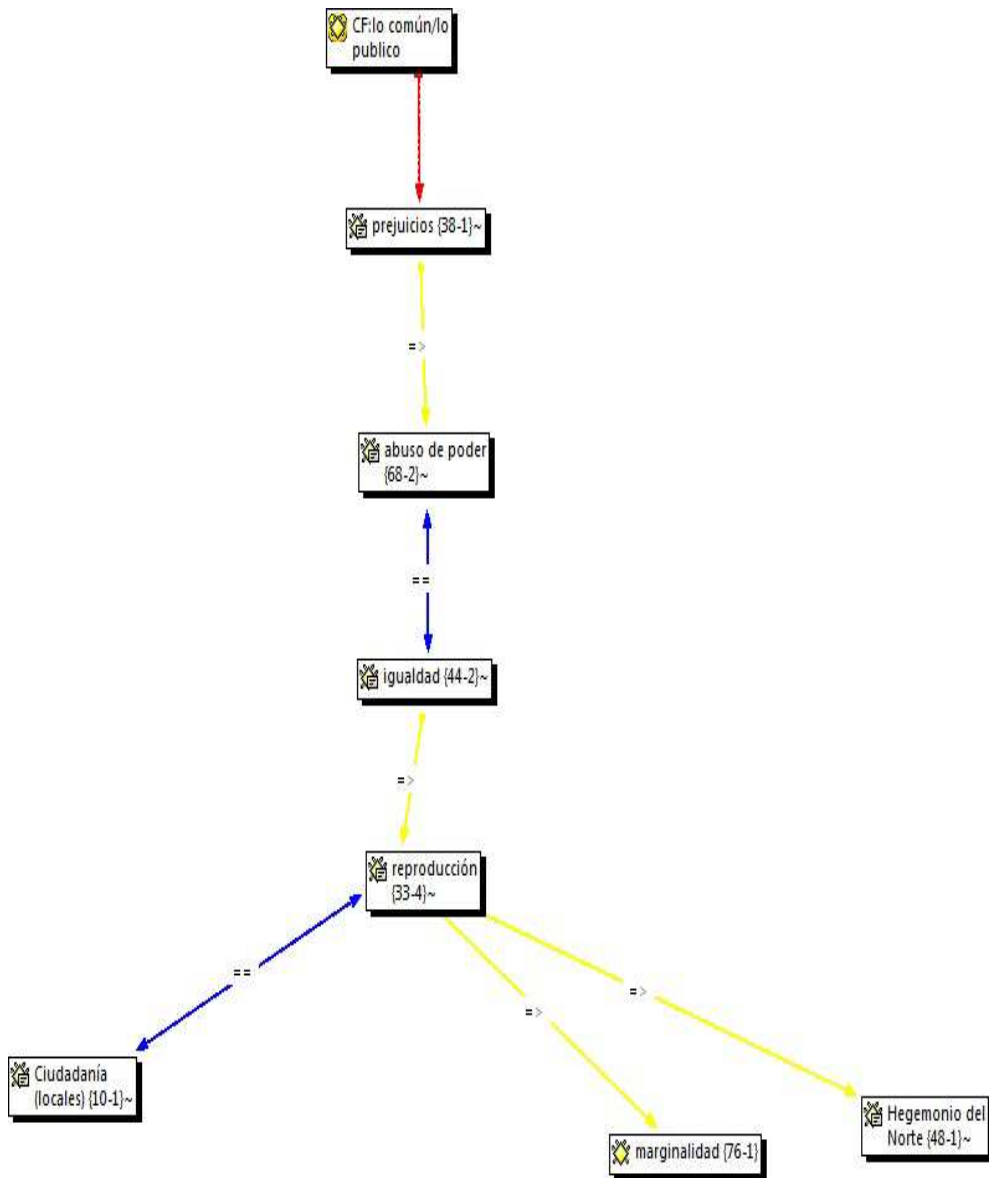 CF:lo común/lo
publico
prejuicios {38-1}~
=>
abuso de poder
{68-2}~
==
igualdad {44-2}~
=>
reproducción
{33-4}~
==
=>
=>
Ciudadanía
(locales) {10-1}~
marginalidad {76-1}
Hegemonio del
Norte {48-1}~